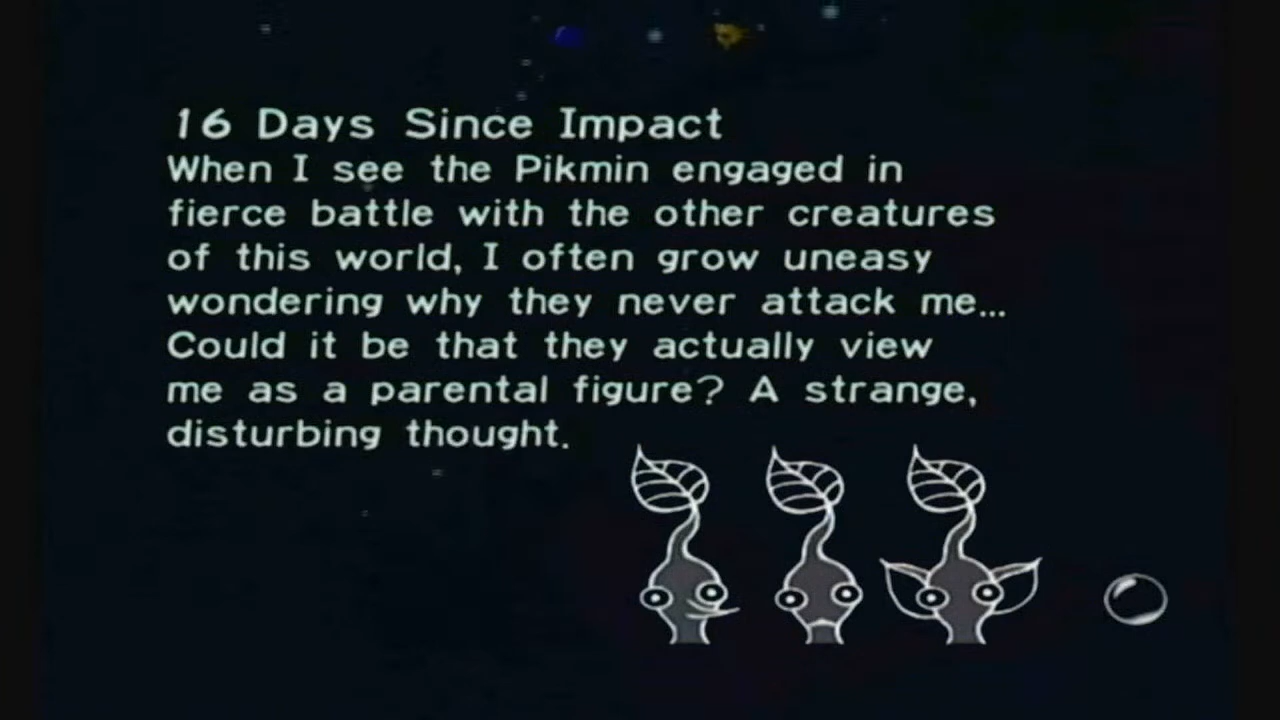 16 Days Since Impact
When I see the Pikmin engaged in
fierce battle with the other creatures
of this world, I often grow uneasy
wondering why they never attack me...
Could it be that they actually view
me as a parental figure? A strange,
disturbing thought.